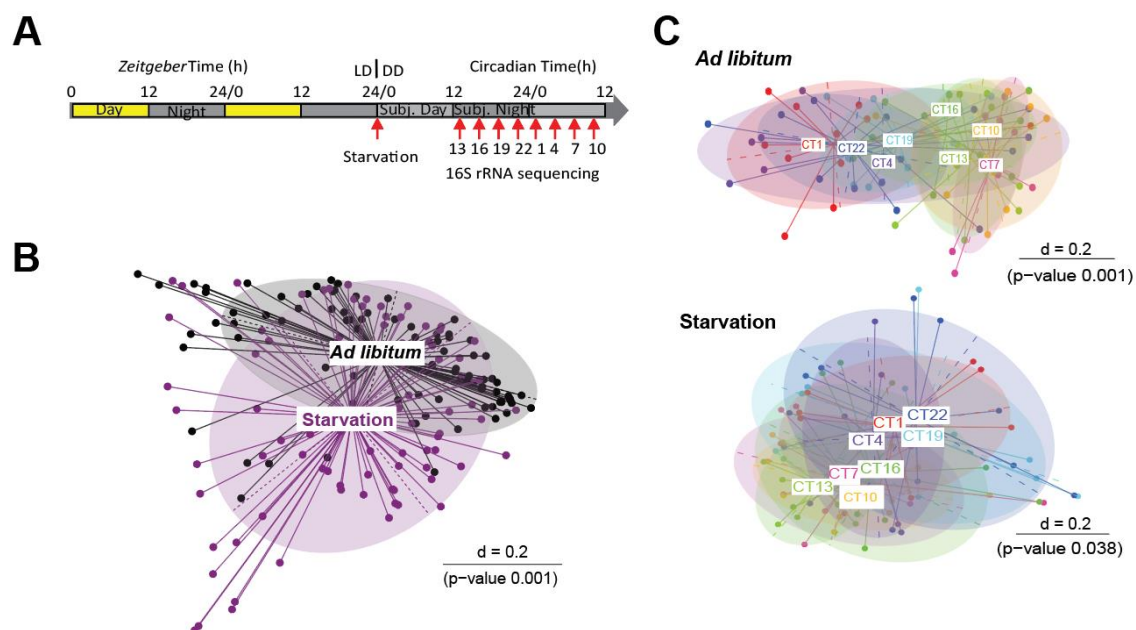 A
Zeitgeber Time (h)
LD | DD
Circadian Time(h)
0 12 24/0 12 24/0 12 24/0 12
Day Night Subj. Day Subj. Night
Starvation
13 16 19 22 1 4 7 10
16S rRNA sequencing
B
Ad libitum
Starvation
d = 0.2
(p-value 0.001)
C
Ad libitum
CT16
CT10
CT1
CT22
CT19
CT4
CT13
CT7
d = 0.2
(p-value 0.001)
Starvation
CT22
CT1
CT19
CT4
CT7
CT16
CT13
CT10
d = 0.2
(p-value 0.038)